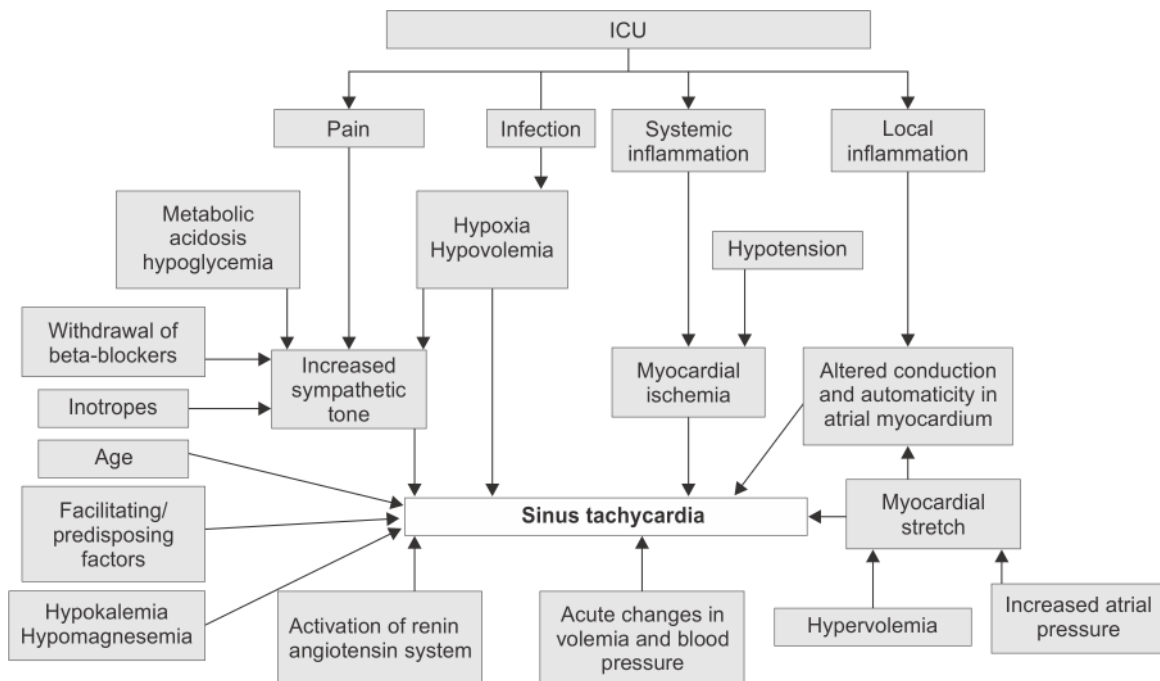 ICU
Pain
Infection
Systemic
inflammation
Local
inflammation
Metabolic
acidosis
hypoglycemia
Hypoxia
Hypovolemia
Hypotension
Withdrawal of
beta-blockers
Increased
sympathetic
tone
Myocardial
ischemia
Altered conduction
and automaticity in
atrial myocardium
Inotropes
Age
Facilitating/
predisposing
factors
Sinus tachycardia
Myocardial
stretch
Hypokalemia
Hypomagnesemia
Activation of renin
angiotensin system
Acute changes in
volemia and blood
pressure
Hypervolemia
Increased atrial
pressure